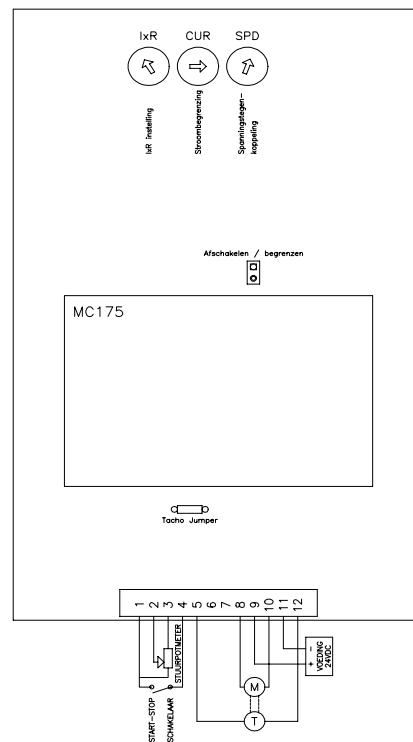 IxR CUR SPD
IxR instelling
Stroombegrenzing
Spanningstegen-
koppeling
Afschakelen / begrenzen
MC175
Tacho Jumper
1 2 3 4 5 6 7 8 9 10 11 12
STUURPOTMETER
START-STOP
SCHAKELAAR
M
T
- +
VOEDING
24VDC